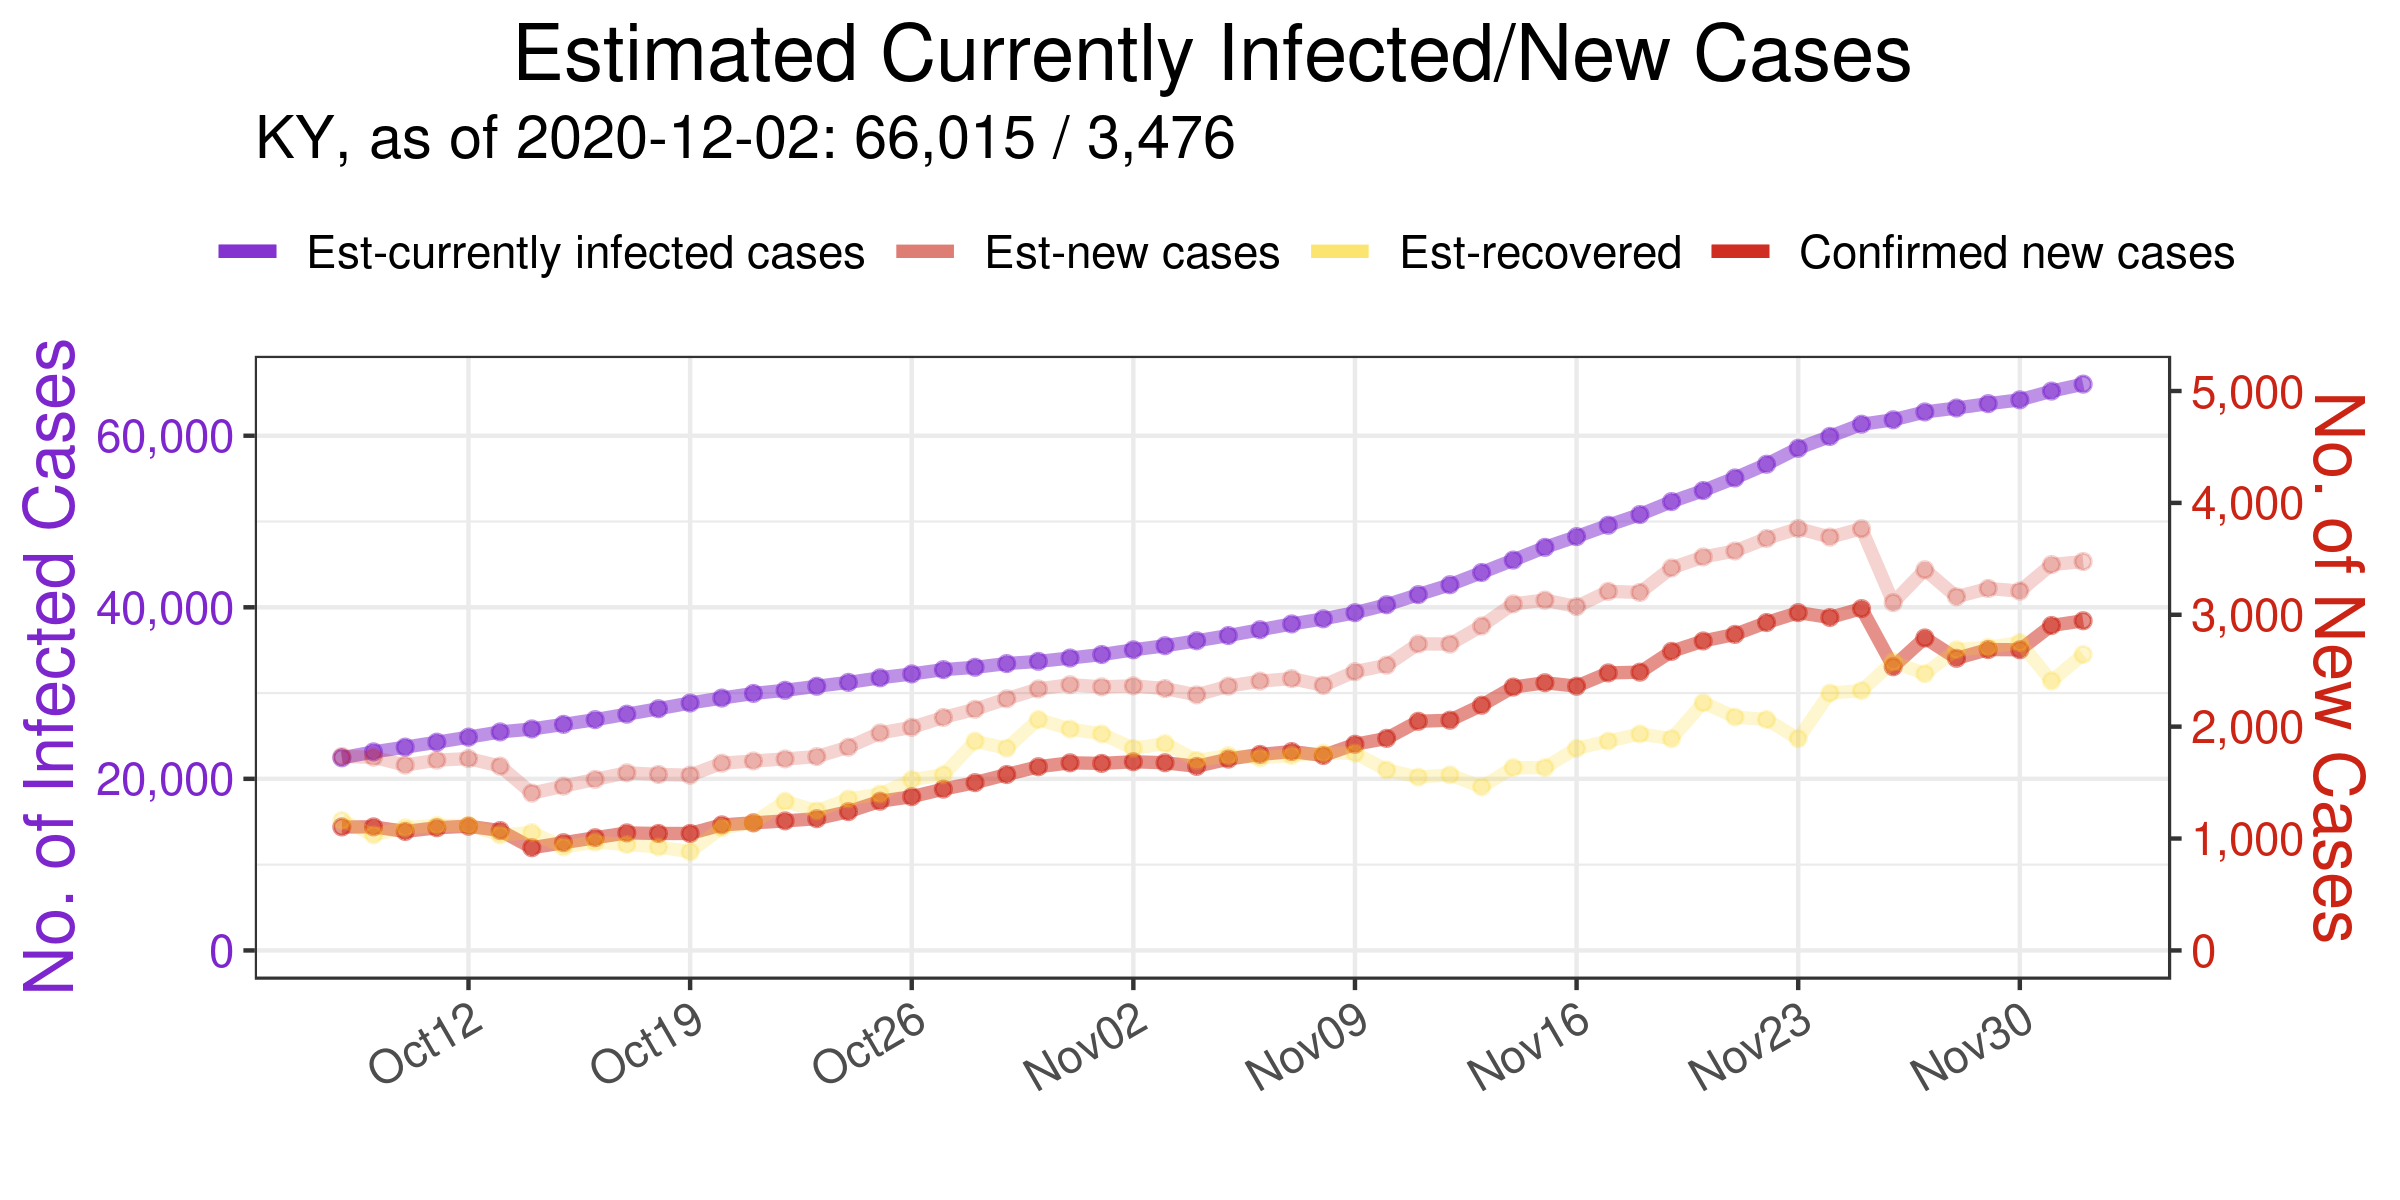 Estimated Currently Infected/New Cases
KY, as of 2020-12-02: 66,015 / 3,476
Est-currently infected cases Est-new cases Est-recovered Confirmed new cases
No. of Infected Cases
60,000
40,000
20,000
0
5,000
4,000
3,000
2,000
1,000
0
No. of New Cases
Oct12 Oct19 Oct26 Nov02 Nov09 Nov16 Nov23 Nov30